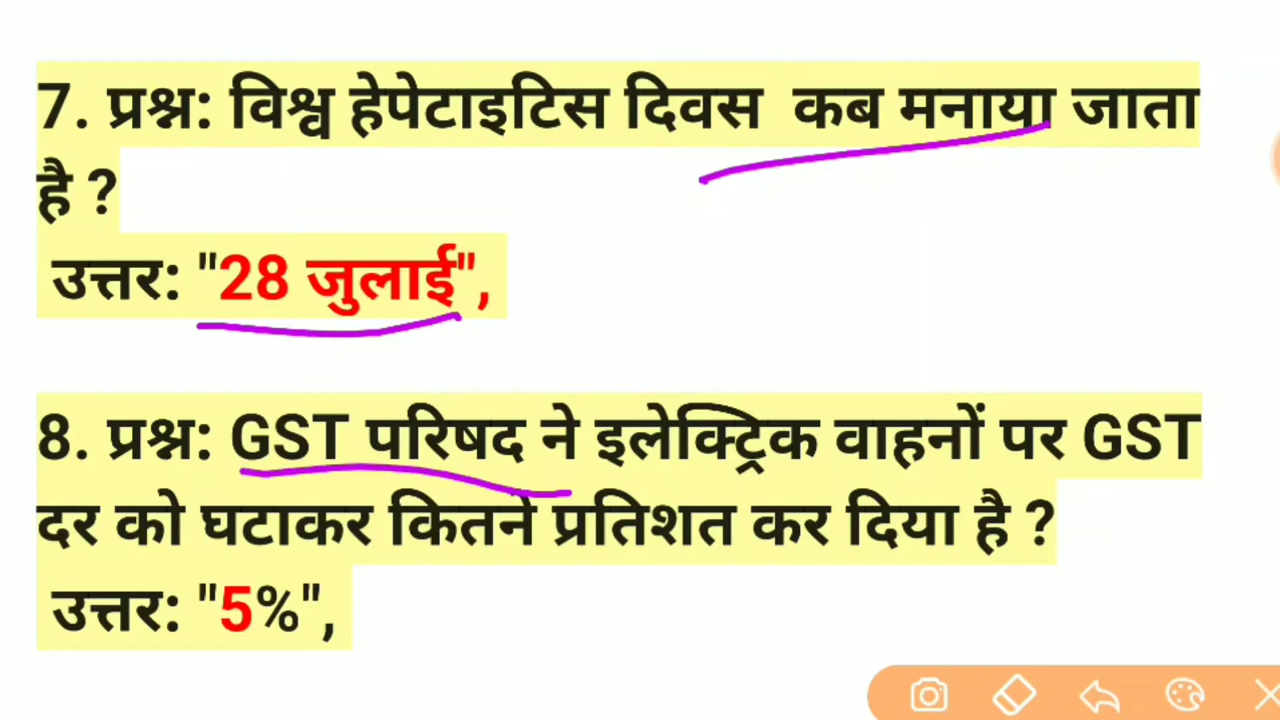 7. प्रश्न: विश्व हेपेटाइटिस दिवस कब मनाया जाता
है ?
उत्तर: "28 जुलाई",
8. प्रश्न: GST परिषद ने इलेक्ट्रिक वाहनों पर GST
दर को घटाकर कितने प्रतिशत कर दिया है ?
उत्तर: "5%",